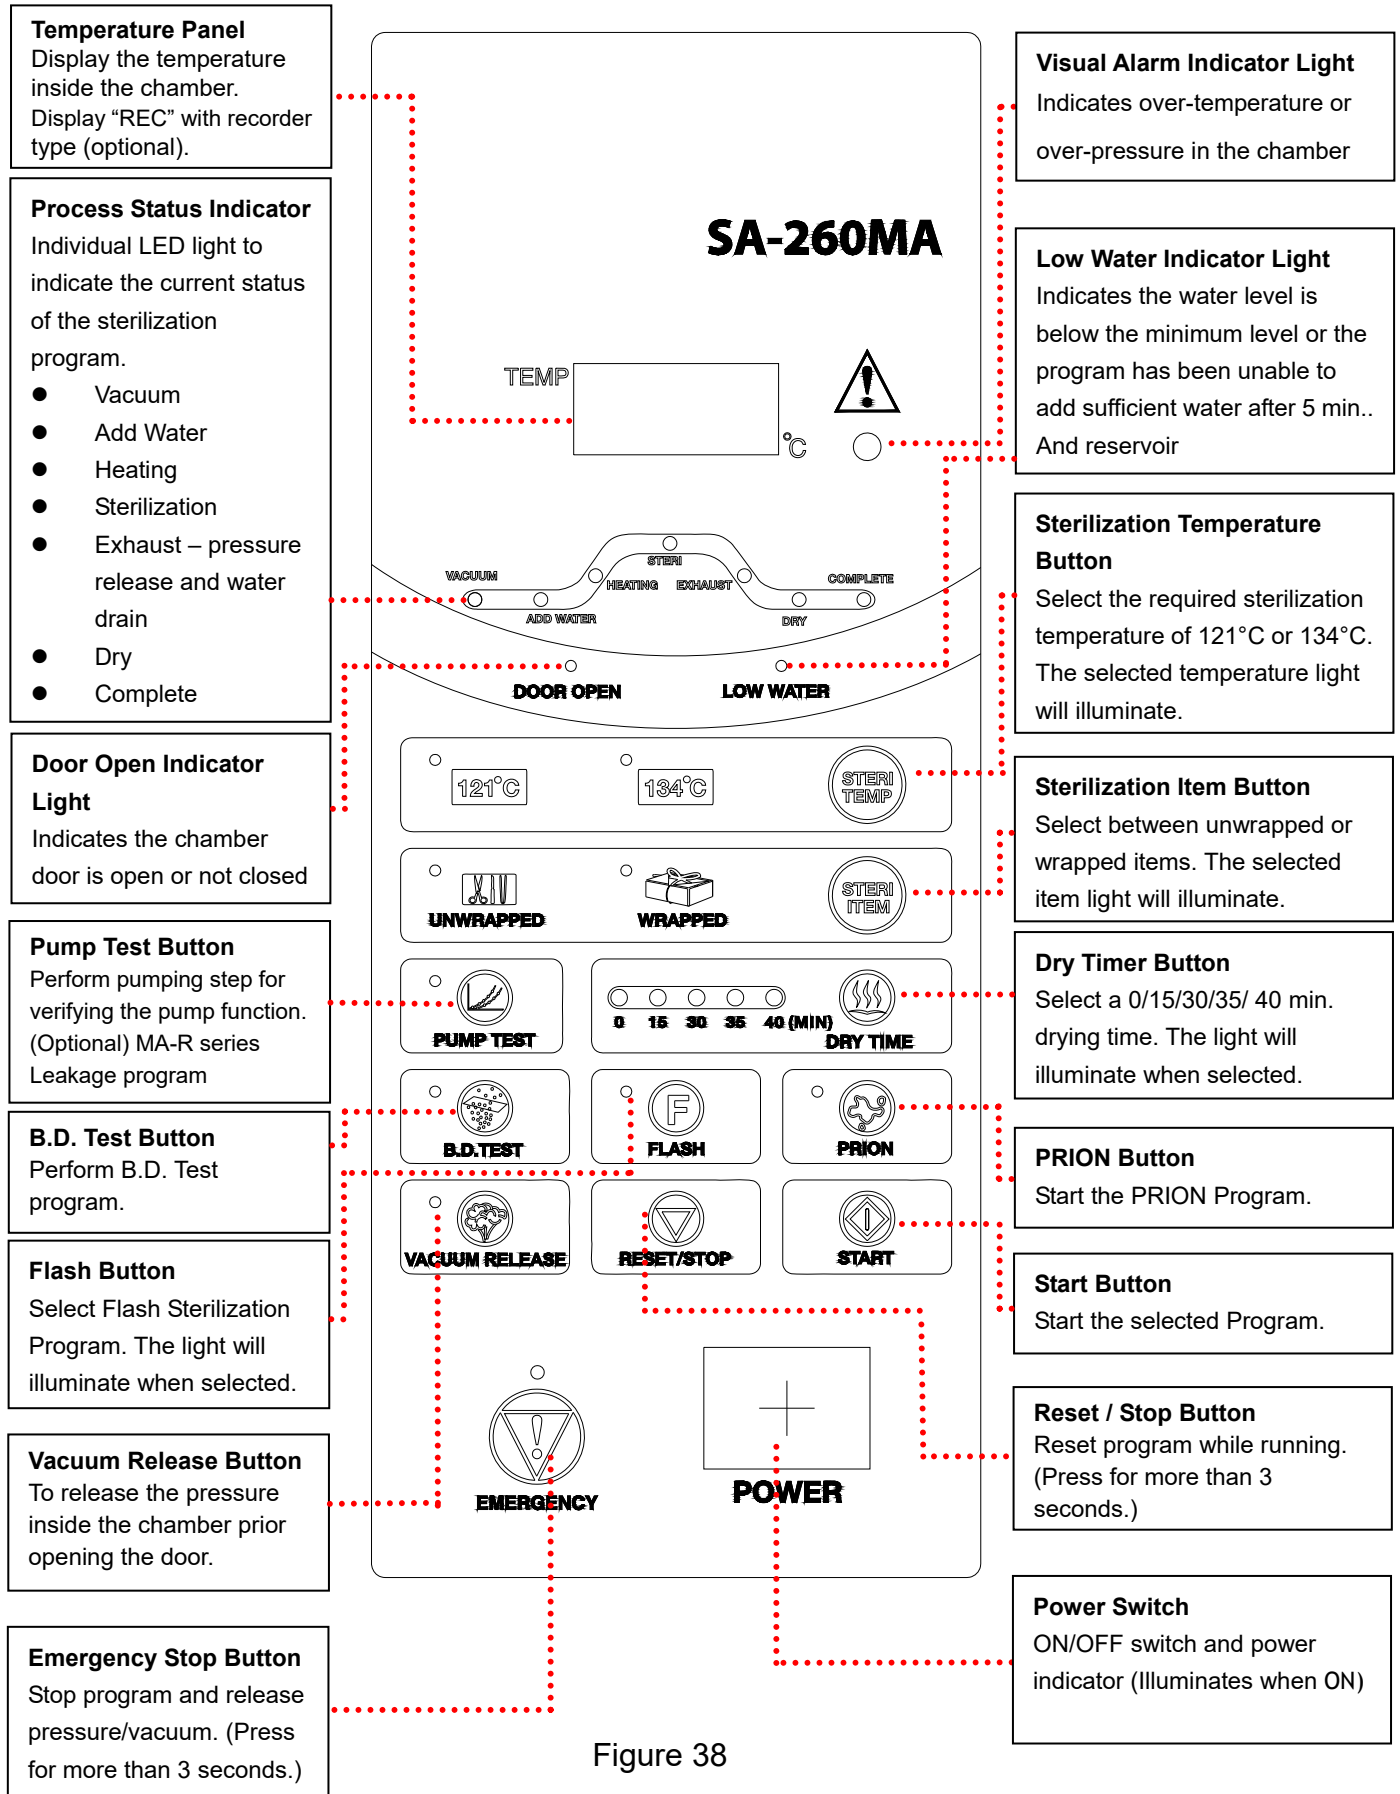 Temperature Panel
Display the temperature
inside the chamber.
Display “REC” with recorder
type (optional).
Process Status Indicator
Individual LED light to
indicate the current status
of the sterilization
program.
● Vacuum
● Add Water
● Heating
● Sterilization
● Exhaust – pressure
release and water
drain
● Dry
● Complete
Door Open Indicator
Light
Indicates the chamber
door is open or not closed
Pump Test Button
Perform pumping step for
verifying the pump function.
(Optional) MA-R series
Leakage program
B.D. Test Button
Perform B.D. Test
program.
Flash Button
Select Flash Sterilization
Program. The light will
illuminate when selected.
Vacuum Release Button
To release the pressure
inside the chamber prior
opening the door.
Emergency Stop Button
Stop program and release
pressure/vacuum. (Press
for more than 3 seconds.)
SA-260MA
TEMP
°C
STERI
VACUUM
HEATING EXHAUST
COMPLETE
ADD WATER
DRY
DOOR OPEN
LOW WATER
121°C
134°C
STERI
TEMP
UNWRAPPED
WRAPPED
STERI
ITEM
PUMP TEST
0 15 30 35 40 (MIN)
DRY TIME
B.D.TEST
F
FLASH
PRION
VACUUM RELEASE
RESET/STOP
START
EMERGENCY
POWER
Visual Alarm Indicator Light
Indicates over-temperature or
over-pressure in the chamber
Low Water Indicator Light
Indicates the water level is
below the minimum level or the
program has been unable to
add sufficient water after 5 min..
And reservoir
Sterilization Temperature
Button
Select the required sterilization
temperature of 121°C or 134°C.
The selected temperature light
will illuminate.
Sterilization Item Button
Select between unwrapped or
wrapped items. The selected
item light will illuminate.
Dry Timer Button
Select a 0/15/30/35/ 40 min.
drying time. The light will
illuminate when selected.
PRION Button
Start the PRION Program.
Start Button
Start the selected Program.
Reset / Stop Button
Reset program while running.
(Press for more than 3
seconds.)
Power Switch
ON/OFF switch and power
indicator (Illuminates when ON)
Figure 38